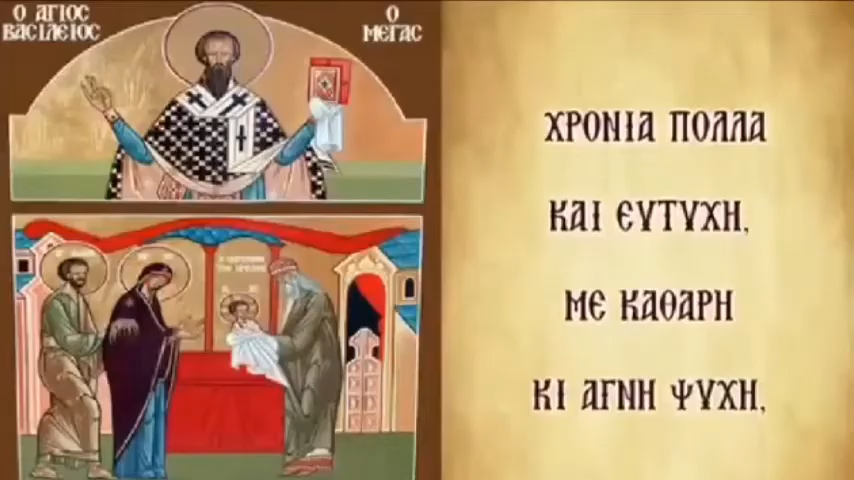 Ο ΑΓΙΟΣ
ΒΑΣΙΛΕΙΟΣ
Ο
ΜΕΓΑΣ
ΧΡΟΝΙΑ ΠΟΛΛΑ
ΚΑΙ ΕΥΤΥΧΗ,
ΜΕ ΚΑΘΑΡΗ
ΚΙ ΑΓΝΗ ΨΥΧΗ,